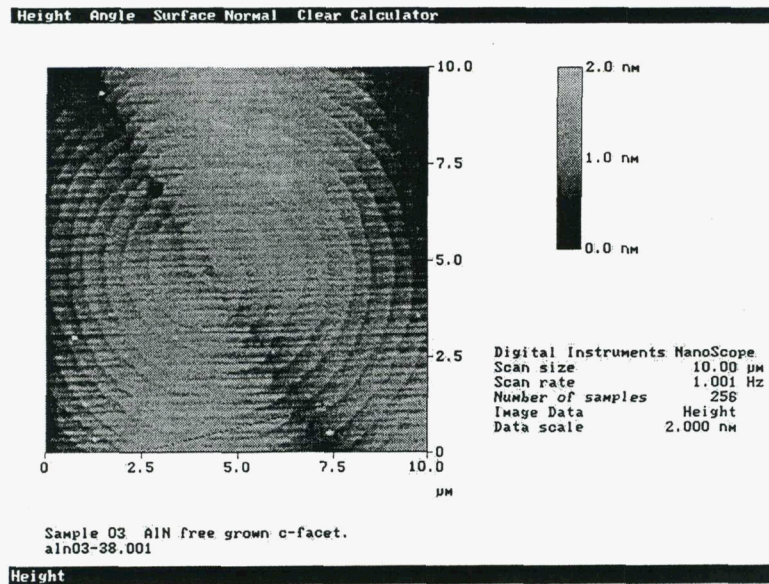 Height Angle Surface Normal Clear Calculator
10.0
7.5
5.0
2.5
0
0 2.5 5.0 7.5 10.0
μM
2.0 nM
1.0 nM
0.0 nM
Digital Instruments NanoScope
Scan size 10.00 μM
Scan rate 1.001 Hz
Number of samples 256
Image Data Height
Data scale 2.000 nM
Sample 03 AlN free grown c-facet.
aln03-38.001
Height